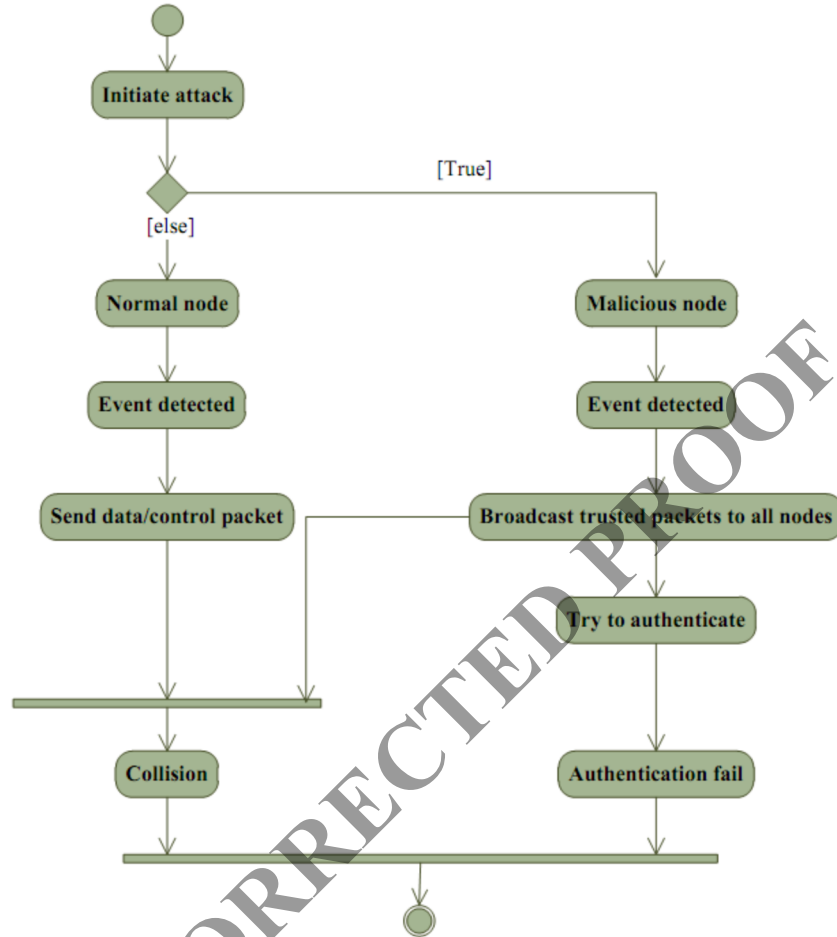 Initiate attack
[True]
[else]
Normal node
Malicious node
Event detected
Event detected
Send data/control packet
Broadcast trusted packets to all nodes
Try to authenticate
Collision
Authentication fail
ORRECTED PROOF